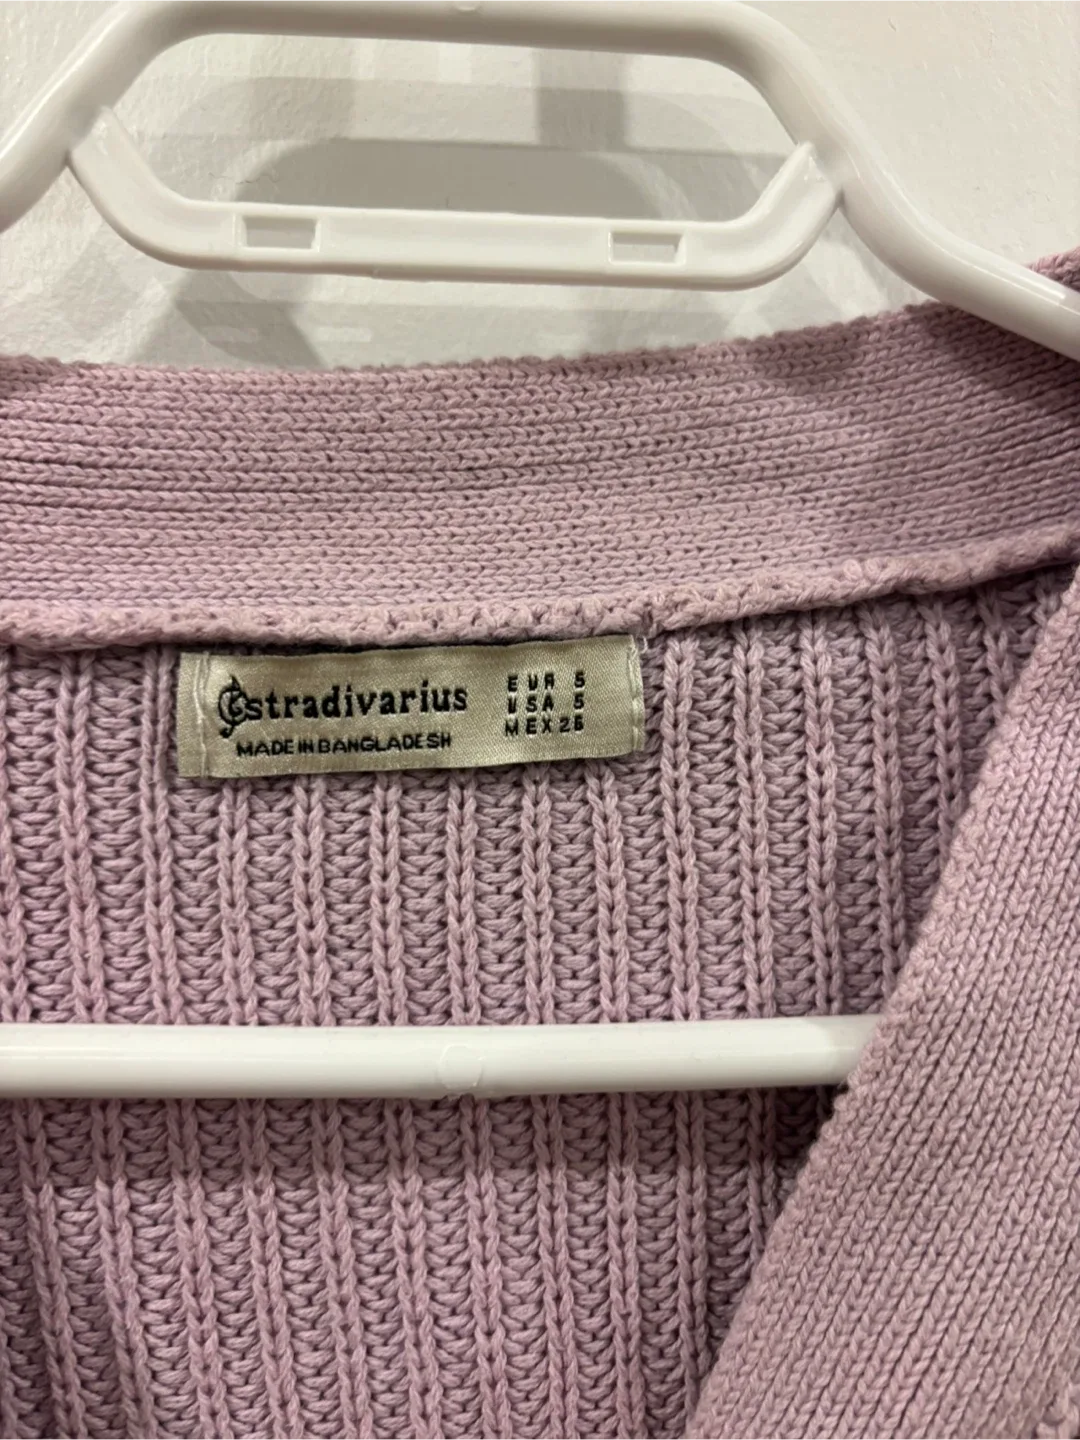 stradivarius
MADE IN BANGLADESH
EUR S
USA S
MEX 26